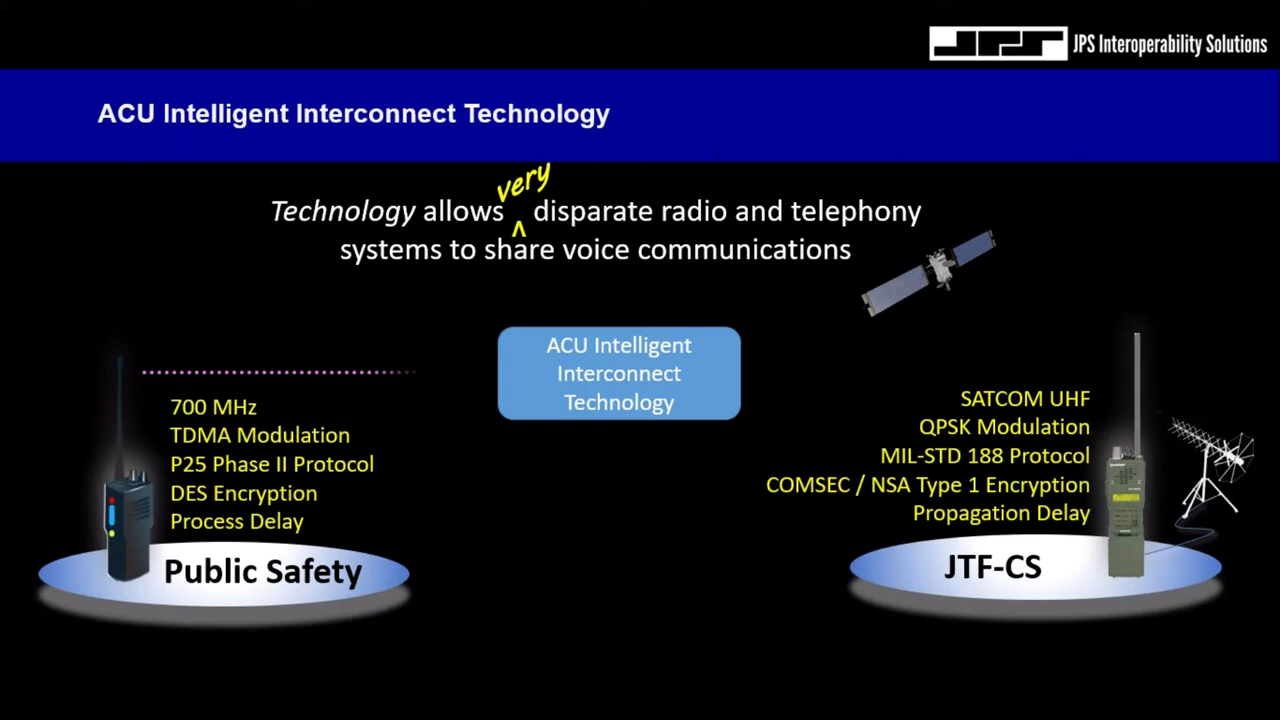 JPS JPS Interoperability Solutions
ACU Intelligent Interconnect Technology
very
Technology allows ^ disparate radio and telephony
systems to share voice communications
ACU Intelligent
Interconnect
Technology
700 MHz
TDMA Modulation
P25 Phase II Protocol
DES Encryption
Process Delay
Public Safety
SATCOM UHF
QPSK Modulation
MIL-STD 188 Protocol
COMSEC / NSA Type 1 Encryption
Propagation Delay
JTF-CS